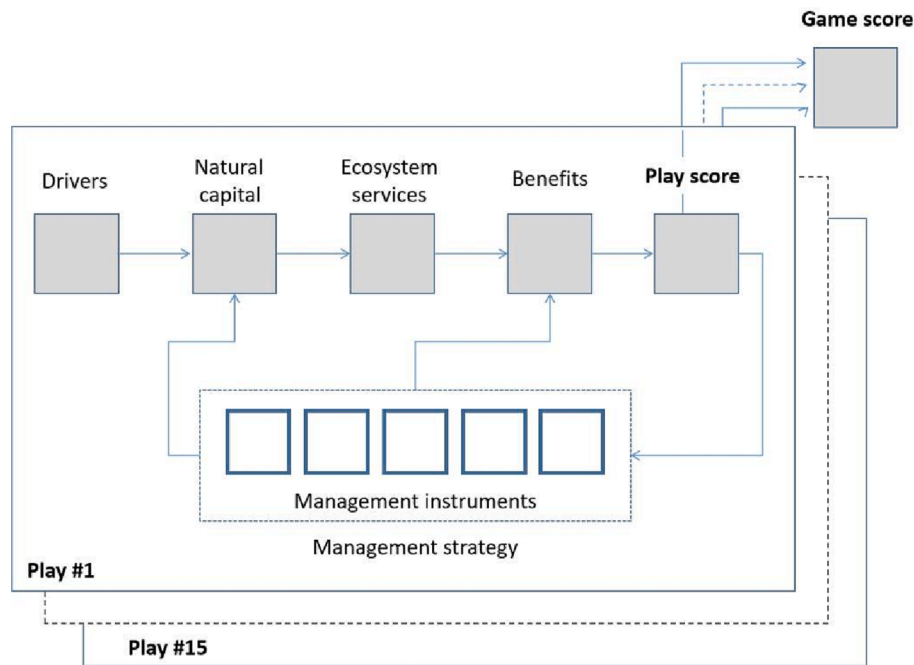 Game score
Drivers
Natural
capital
Ecosystem
services
Benefits
Play score
Management instruments
Management strategy
Play #1
Play #15